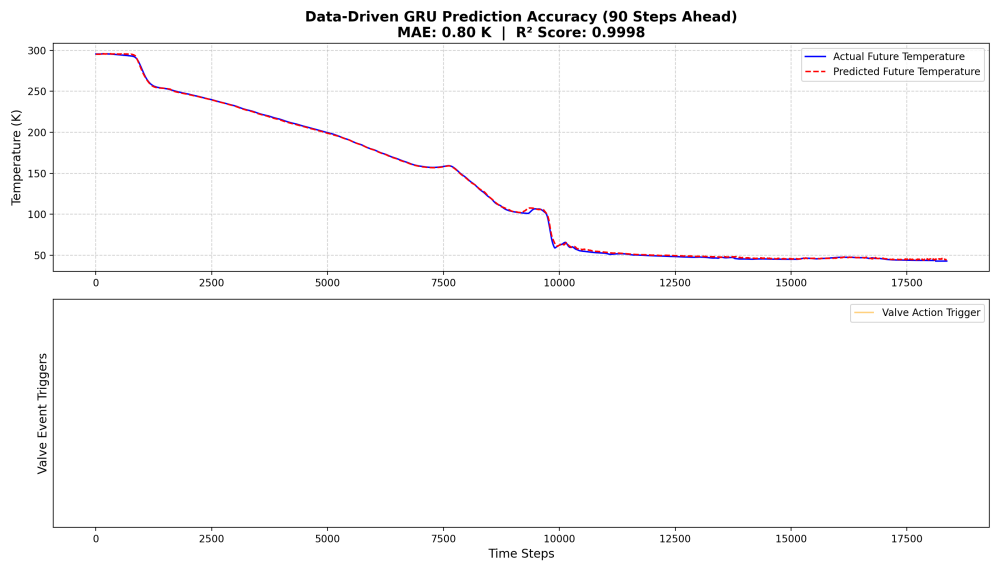 Data-Driven GRU Prediction Accuracy (90 Steps Ahead)
MAE: 0.80 K | R² Score: 0.9998
Temperature (K)
300
250
200
150
100
50
Actual Future Temperature
Predicted Future Temperature
0 2500 5000 7500 10000 12500 15000 17500
Valve Event Triggers
Valve Action Trigger
0 2500 5000 7500 10000 12500 15000 17500
Time Steps